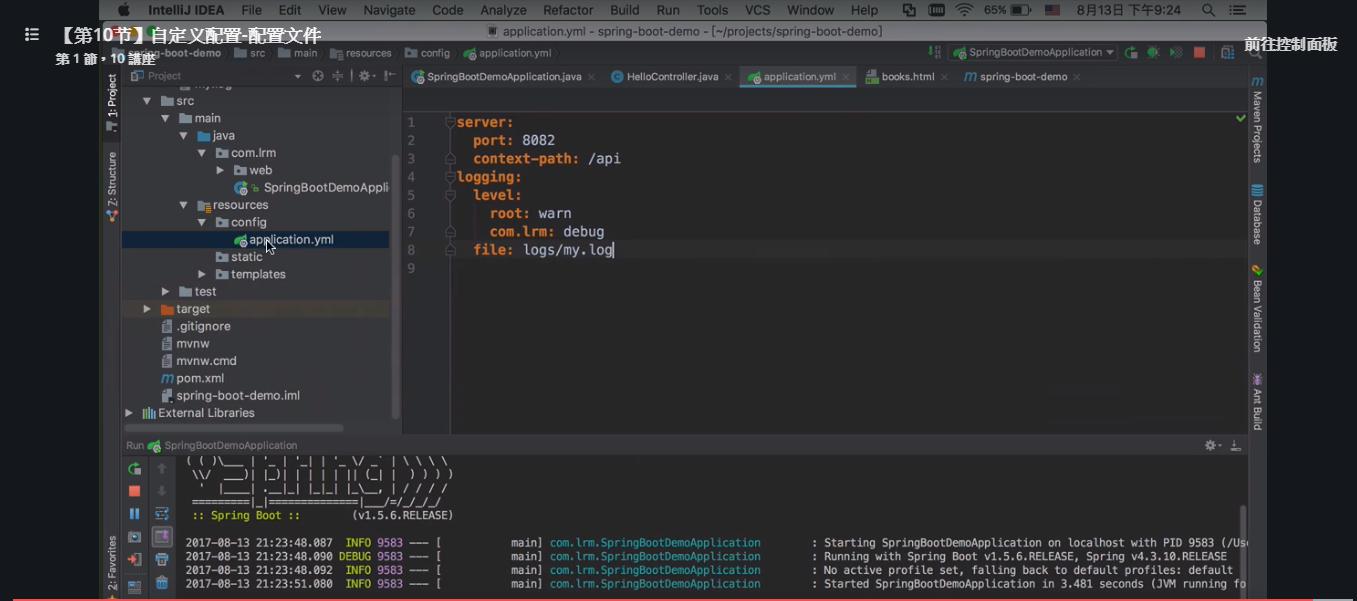 IntelliJ IDEA File Edit View Navigate Code Analyze Refactor Build Run Tools VCS Window Help 65% 8月13日 下午9:24
application.yml - spring-boot-demo - [~/projects/spring-boot-demo]
【第10节】自定义配置-配置文件
第 1 節 • 10 講座
前往控制面板
spring-boot-demo src main resources config application.yml SpringBootDemoApplication
Project
SpringBootDemoApplication.java HelloController.java application.yml books.html spring-boot-demo
1: Project
Z: Structure
2: Favorites
src
main
java
com.lrm
web
SpringBootDemoAppli
resources
config
application.yml
static
templates
test
target
.gitignore
mvnw
mvnw.cmd
pom.xml
spring-boot-demo.iml
External Libraries
1 server:
2 port: 8082
3 context-path: /api
4 logging:
5 level:
6 root: warn
7 com.lrm: debug
8 file: logs/my.log
9
Maven Projects
Database
Bean Validation
Ant Build
Run SpringBootDemoApplication
:: Spring Boot :: (v1.5.6.RELEASE)
2017-08-13 21:23:48.087 INFO 9583 --- [ main] com.lrm.SpringBootDemoApplication : Starting SpringBootDemoApplication on localhost with PID 9583 (/Use
2017-08-13 21:23:48.090 DEBUG 9583 --- [ main] com.lrm.SpringBootDemoApplication : Running with Spring Boot v1.5.6.RELEASE, Spring v4.3.10.RELEASE
2017-08-13 21:23:48.092 INFO 9583 --- [ main] com.lrm.SpringBootDemoApplication : No active profile set, falling back to default profiles: default
2017-08-13 21:23:51.080 INFO 9583 --- [ main] com.lrm.SpringBootDemoApplication : Started SpringBootDemoApplication in 3.481 seconds (JVM running fo